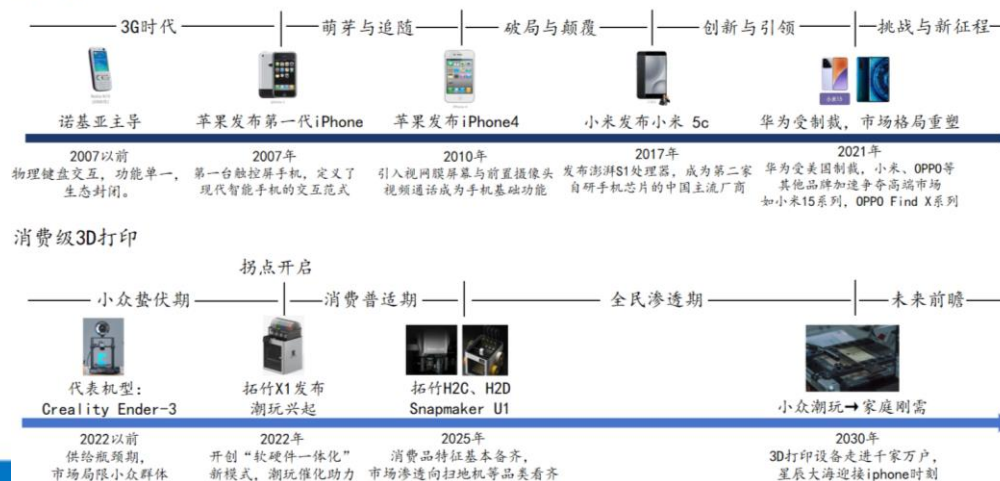 3G时代
萌芽与追随
破局与颠覆
创新与引领
挑战与新征程
诺基亚主导
苹果发布第一代iPhone
苹果发布iPhone4
小米发布小米 5c
华为受制裁，市场格局重塑
2007以前
物理键盘交互，功能单一，
生态封闭。
2007年
第一台触控屏手机，定义了
现代智能手机的交互范式
2010年
引入视网膜屏幕与前置摄像头
视频通话成为手机基础功能
2017年
发布澎湃S1处理器，成为第二家
自研手机芯片的中国主流厂商
2021年
华为受美国制裁，小米、OPPO等
其他品牌加速争夺高端市场
如小米15系列，OPPO Find X系列
消费级3D打印
拐点开启
小众蛰伏期
消费普适期
全民渗透期
未来前瞻
代表机型：
Creality Ender-3
拓竹X1发布
潮玩兴起
拓竹H2C、H2D
Snapmaker U1
小众潮玩→家庭刚需
2022以前
供给瓶颈期，
市场局限小众群体
2022年
开创“软硬件一体化”
新模式，潮玩催化助力
2025年
消费品特征基本备齐，
市场渗透向扫地机等品类看齐
2030年
3D打印设备走进千家万户，
星辰大海迎接iphone时刻